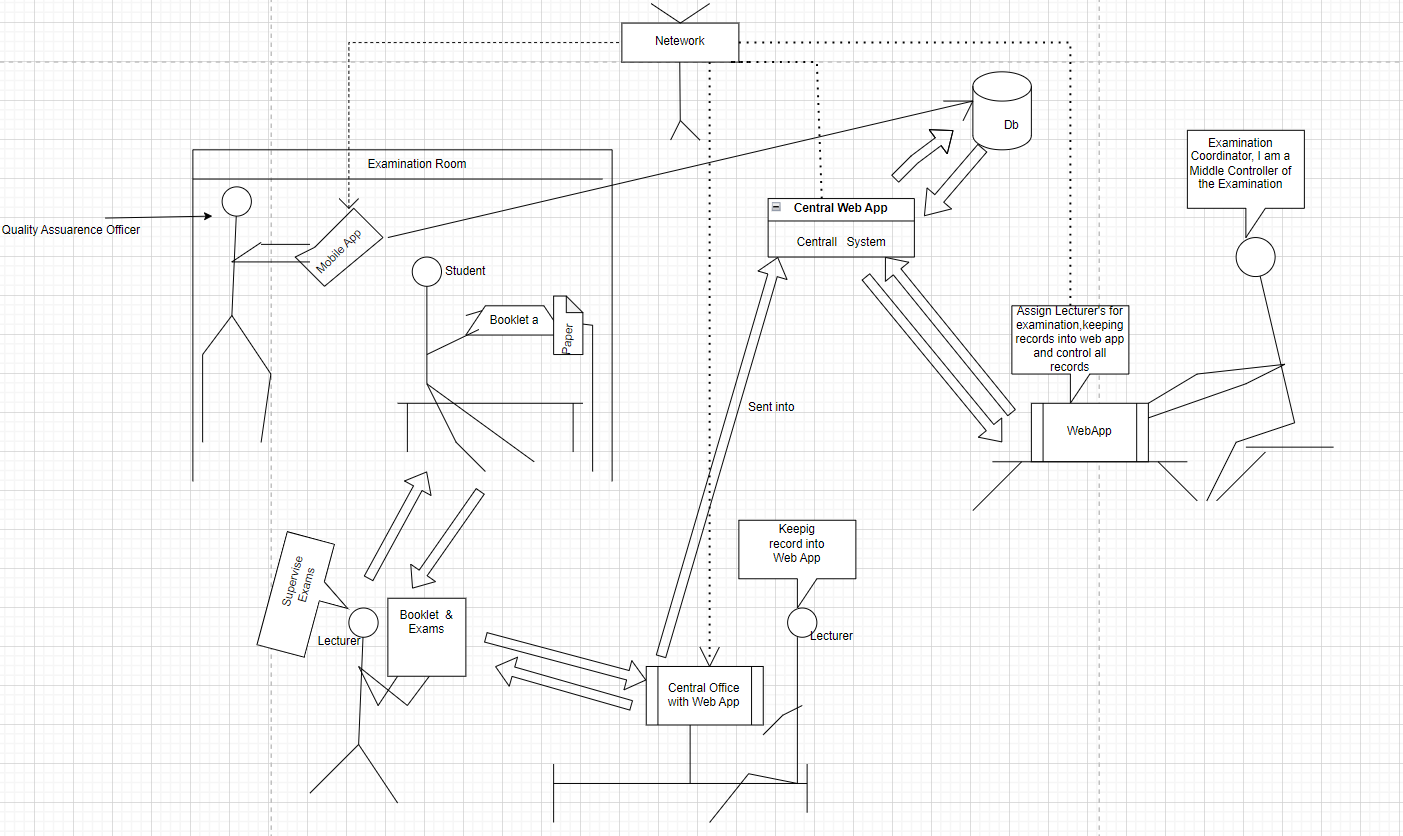 Netework
Db
Examination
Coordinator, I am a
Middle Controller of
the Examination
Examination Room
Central Web App
Centrall System
Quality Assuarence Officer
Mobile App
Student
Booklet a
Paper
Assign Lecturer's for
examination,keeping
records into web app
and control all
records
WebApp
Sent into
Supervise
Exams
Keepig
record into
Web App
Booklet &
Exams
Lecturer
Lecturer
Central Office
with Web App